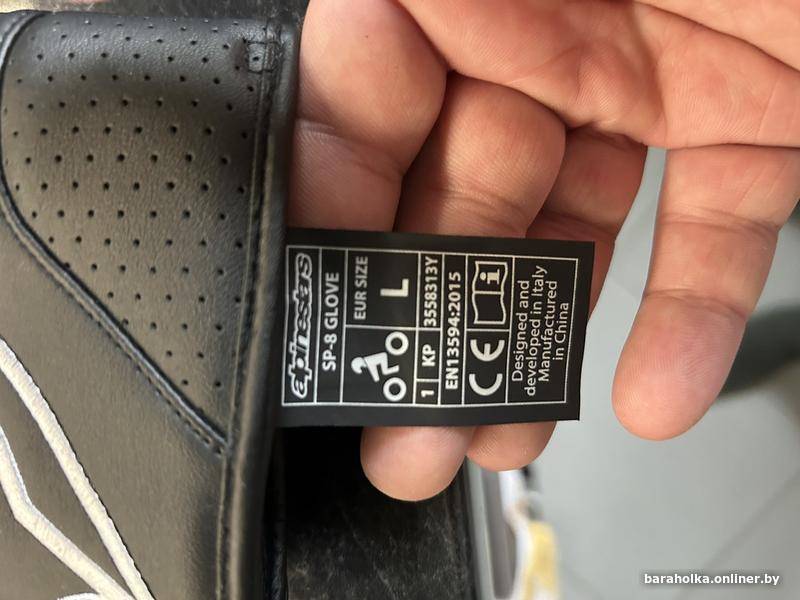 alpinestars
SP-8 GLOVE
EUR SIZE
L
1 KP 3558313Y
EN13594:2015
CE i
Designed and
developed in Italy
Manufactured
in China
baraholka.onliner.by